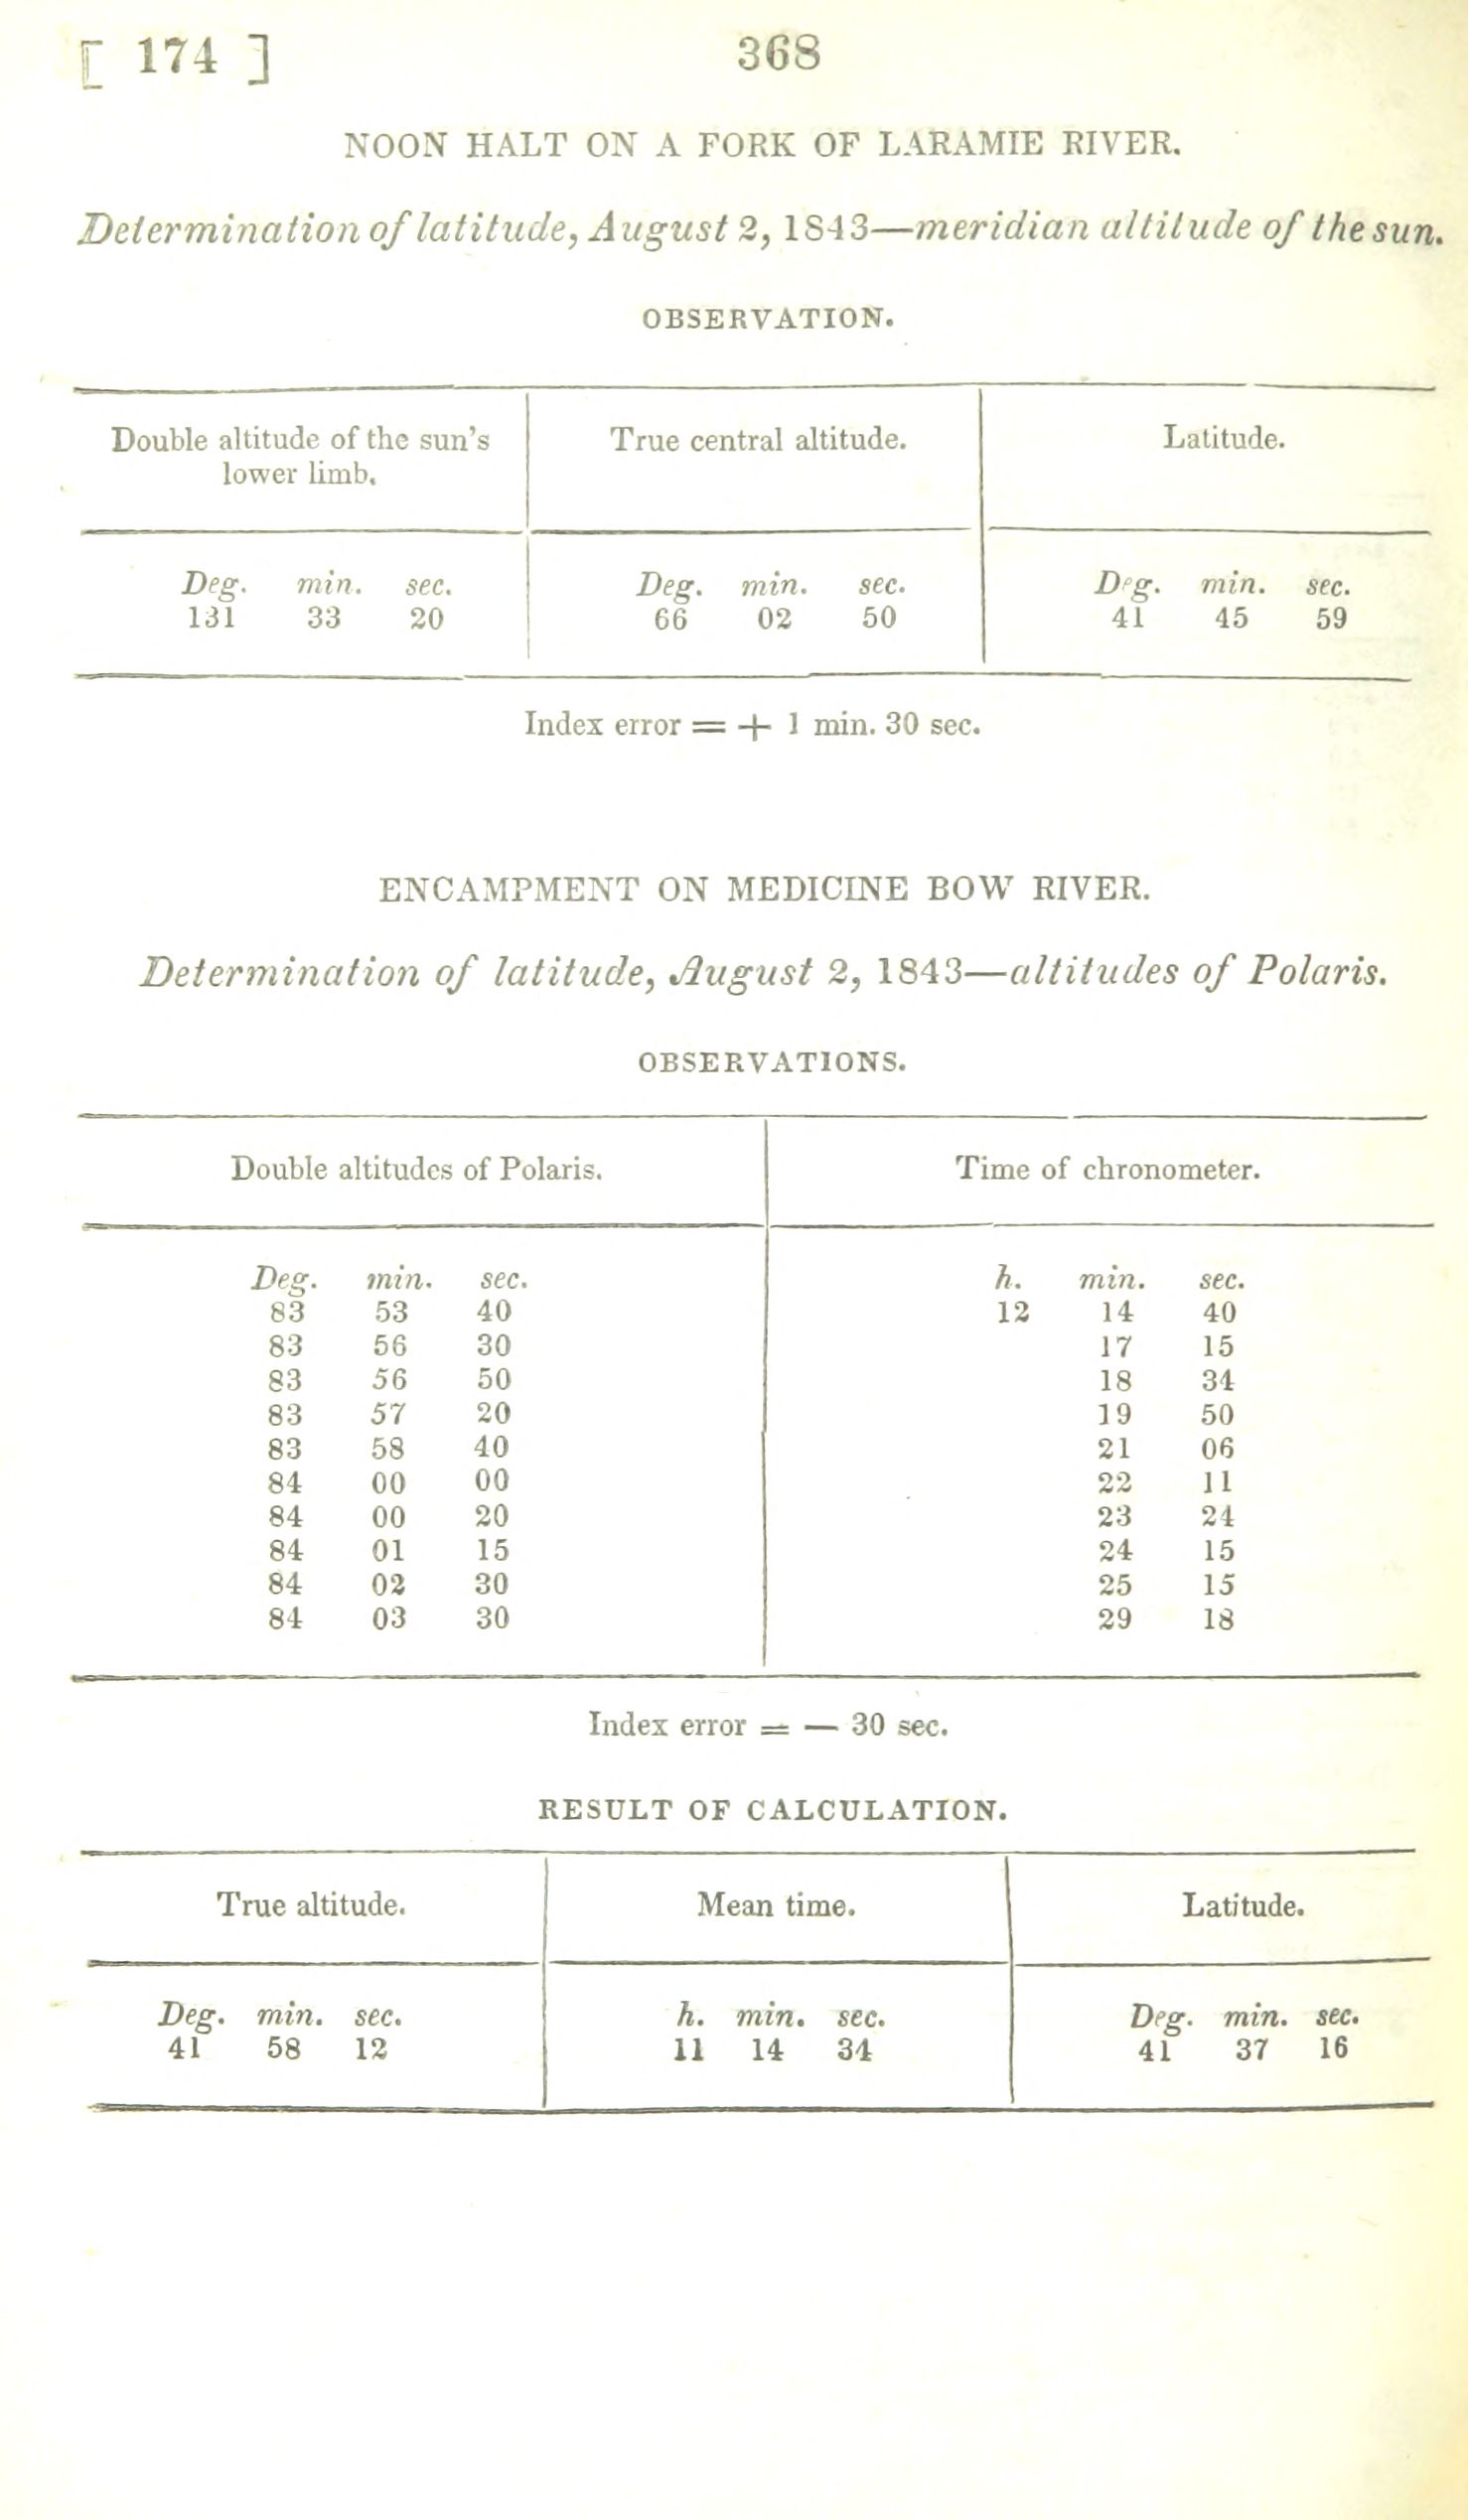 [ 174 ] 368
NOON HALT ON A FORK OF LARAMIE RIVER.
Determination of latitude, August 2, 1843—meridian altitude of the sun.
OBSERVATION.
Double altitude of the sun's lower limb. True central altitude. Latitude.
Deg. min. sec. Deg. min. sec. Deg. min. sec.
131 33 20 66 02 50 41 45 59
Index error = + 1 min. 30 sec.
ENCAMPMENT ON MEDICINE BOW RIVER.
Determination of latitude, August 2, 1843—altitudes of Polaris.
OBSERVATIONS.
Double altitudes of Polaris. Time of chronometer.
Deg. min. sec. h. min. sec.
83 53 40 12 14 40
83 56 30 17 15
83 56 50 18 34
83 57 20 19 50
83 58 40 21 06
84 00 00 22 11
84 00 20 23 24
84 01 15 24 15
84 02 30 25 15
84 03 30 29 18
Index error = — 30 sec.
RESULT OF CALCULATION.
True altitude. Mean time. Latitude.
Deg. min. sec. h. min. sec. Deg. min. sec.
41 58 12 11 14 34 41 37 16